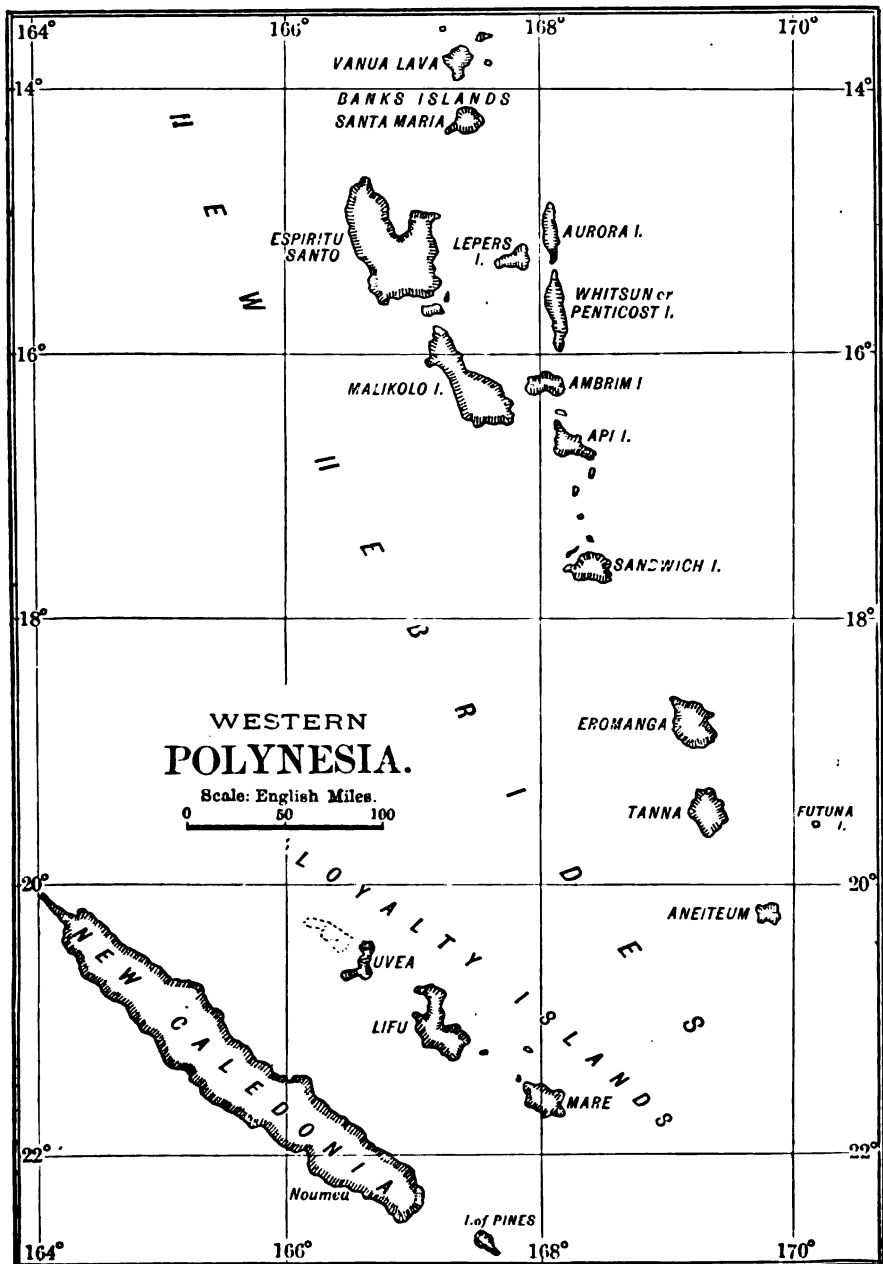 164° 166° 168° 170°
VANUA LAVA
14° 14°
BANKS ISLANDS
SANTA MARIA
NEW HEBRIDES
ESPIRITU
SANTO
LEPERS
I.
AURORA I.
WHITSUN or
PENTICOST I.
16° 16°
MALIKOLO I.
AMBRIM I
API I.
SANDWICH I.
18° 18°
WESTERN
POLYNESIA.
Scale: English Miles.
0 50 100
EROMANGA
TANNA
FUTUNA
I.
LOYALTY ISLANDS
20° 20°
ANEITEUM
NEW CALEDONIA
UVEA
LIFU
MARE
22° 22°
Noumea
I. of PINES
164° 166° 168° 170°